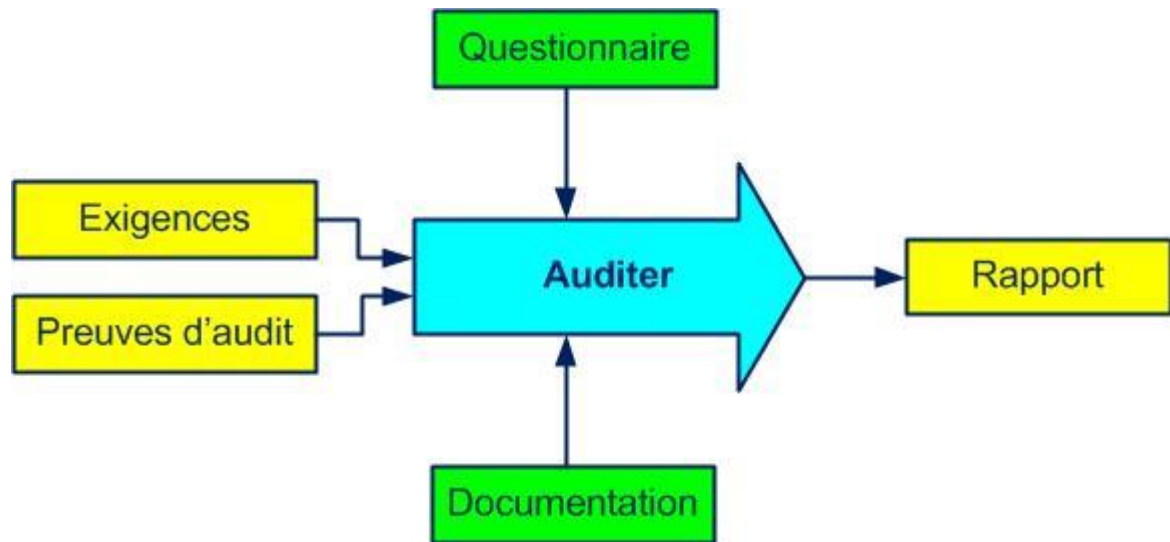 Questionnaire
Exigences
Auditer
Rapport
Preuves d'audit
Documentation